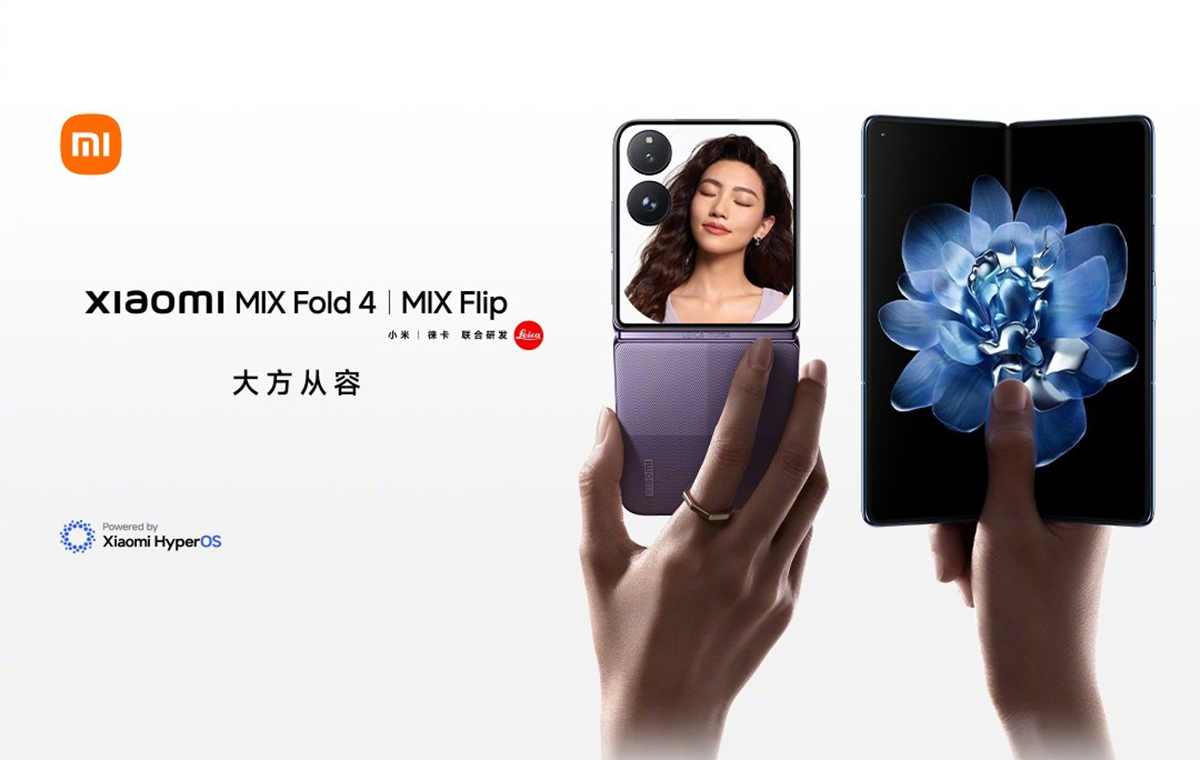 mi
xiaomi MIX Fold 4 | MIX Flip
小米 | 徕卡 联合研发 Leica
大方从容
Powered by
Xiaomi HyperOS
xiaomi